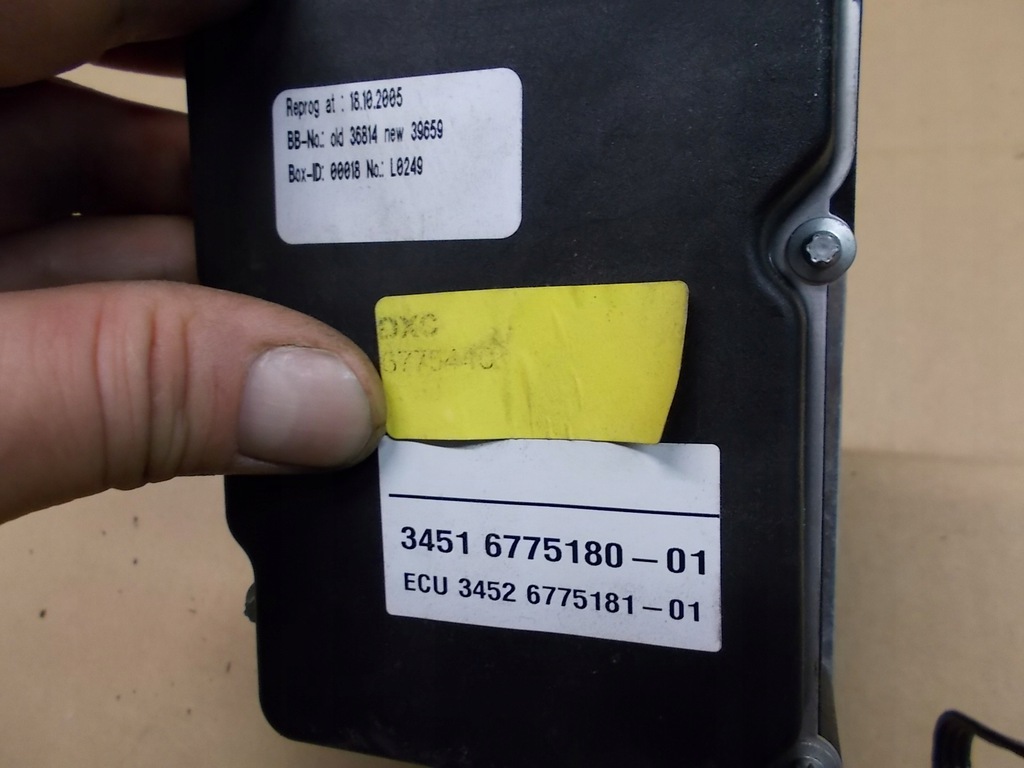 Reprog at : 18.10.2005
BB-No.: old 36814 new 39659
Box-ID: 00018 No.: L0249
DXC
3451 6775180-01
ECU 3452 6775181-01